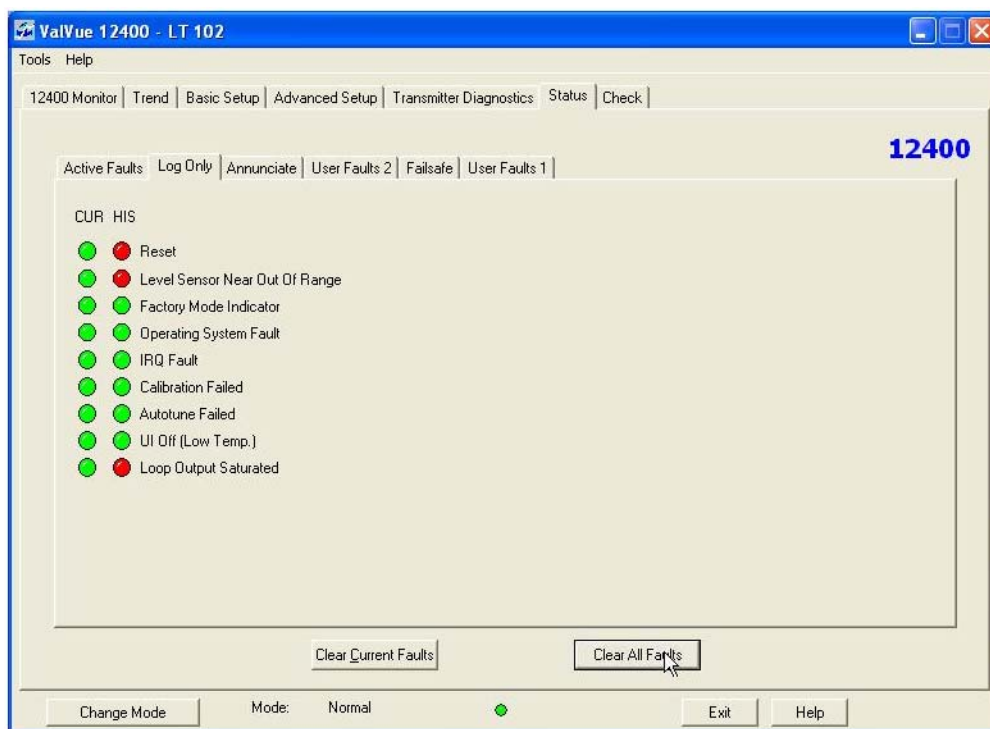 ValVue 12400 - LT 102
Tools Help
12400 Monitor Trend Basic Setup Advanced Setup Transmitter Diagnostics Status Check
12400
Active Faults Log Only Annunciate User Faults 2 Failsafe User Faults 1
CUR HIS
Reset
Level Sensor Near Out Of Range
Factory Mode Indicator
Operating System Fault
IRQ Fault
Calibration Failed
Autotune Failed
UI Off (Low Temp.)
Loop Output Saturated
Clear Current Faults Clear All Faults
Change Mode Mode: Normal Exit Help